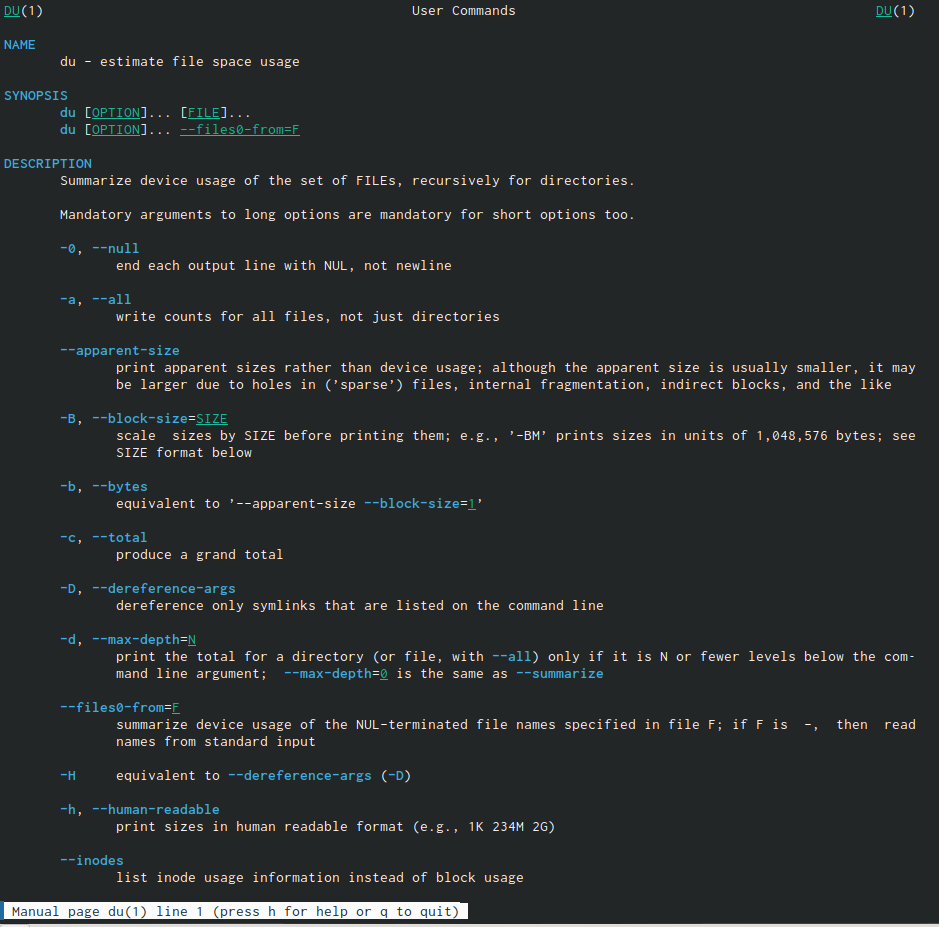 DU(1) User Commands DU(1)
NAME
du - estimate file space usage
SYNOPSIS
du [OPTION]... [FILE]...
du [OPTION]... --files0-from=F
DESCRIPTION
Summarize device usage of the set of FILEs, recursively for directories.
Mandatory arguments to long options are mandatory for short options too.
-0, --null
end each output line with NUL, not newline
-a, --all
write counts for all files, not just directories
--apparent-size
print apparent sizes rather than device usage; although the apparent size is usually smaller, it may
be larger due to holes in (’sparse’) files, internal fragmentation, indirect blocks, and the like
-B, --block-size=SIZE
scale  sizes by SIZE before printing them; e.g., ’-BM’ prints sizes in units of 1,048,576 bytes; see
SIZE format below
-b, --bytes
equivalent to ’--apparent-size --block-size=1’
-c, --total
produce a grand total
-D, --dereference-args
dereference only symlinks that are listed on the command line
-d, --max-depth=N
print the total for a directory (or file, with --all) only if it is N or fewer levels below the com-
mand line argument;  --max-depth=0 is the same as --summarize
--files0-from=F
summarize device usage of the NUL-terminated file names specified in file F; if F is  -,  then  read
names from standard input
-H     equivalent to --dereference-args (-D)
-h, --human-readable
print sizes in human readable format (e.g., 1K 234M 2G)
--inodes
list inode usage information instead of block usage
Manual page du(1) line 1 (press h for help or q to quit)